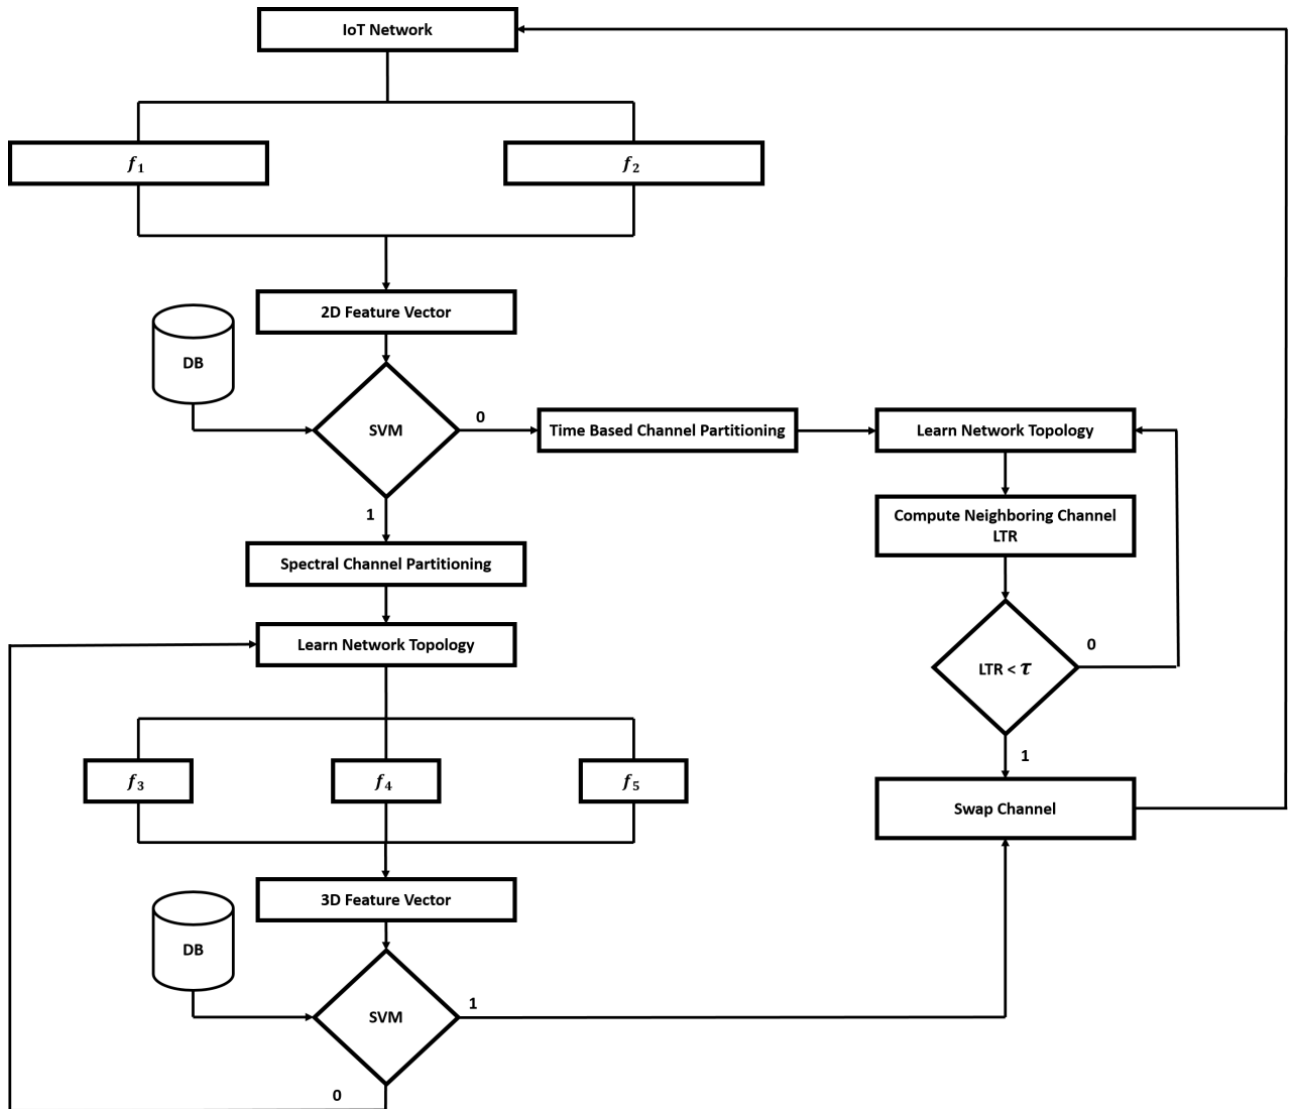 IoT Network
f₁
f₂
2D Feature Vector
DB
SVM
0
Time Based Channel Partitioning
Learn Network Topology
1
Compute Neighboring Channel
LTR
Spectral Channel Partitioning
Learn Network Topology
LTR < τ
0
1
f₃
f₄
f₅
Swap Channel
3D Feature Vector
DB
SVM
1
0